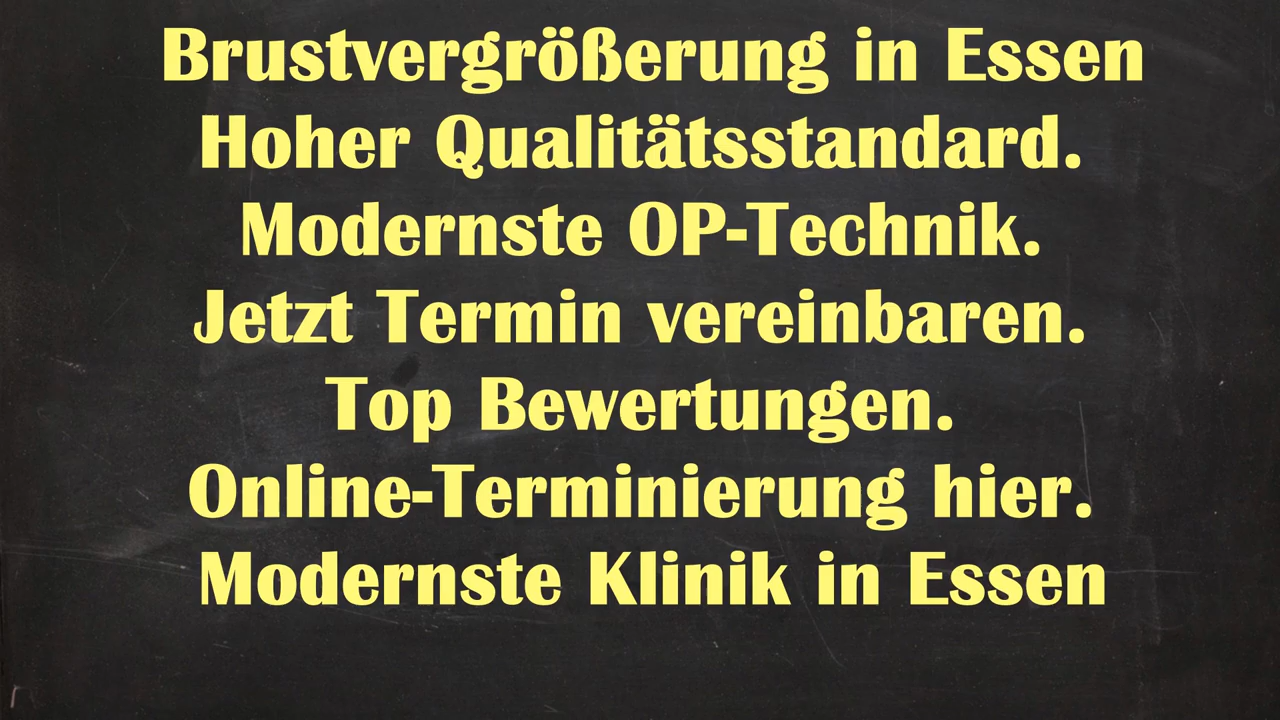 Brustvergrößerung in Essen
Hoher Qualitätsstandard.
Modernste OP-Technik.
Jetzt Termin vereinbaren.
Top Bewertungen.
Online-Terminierung hier.
Modernste Klinik in Essen